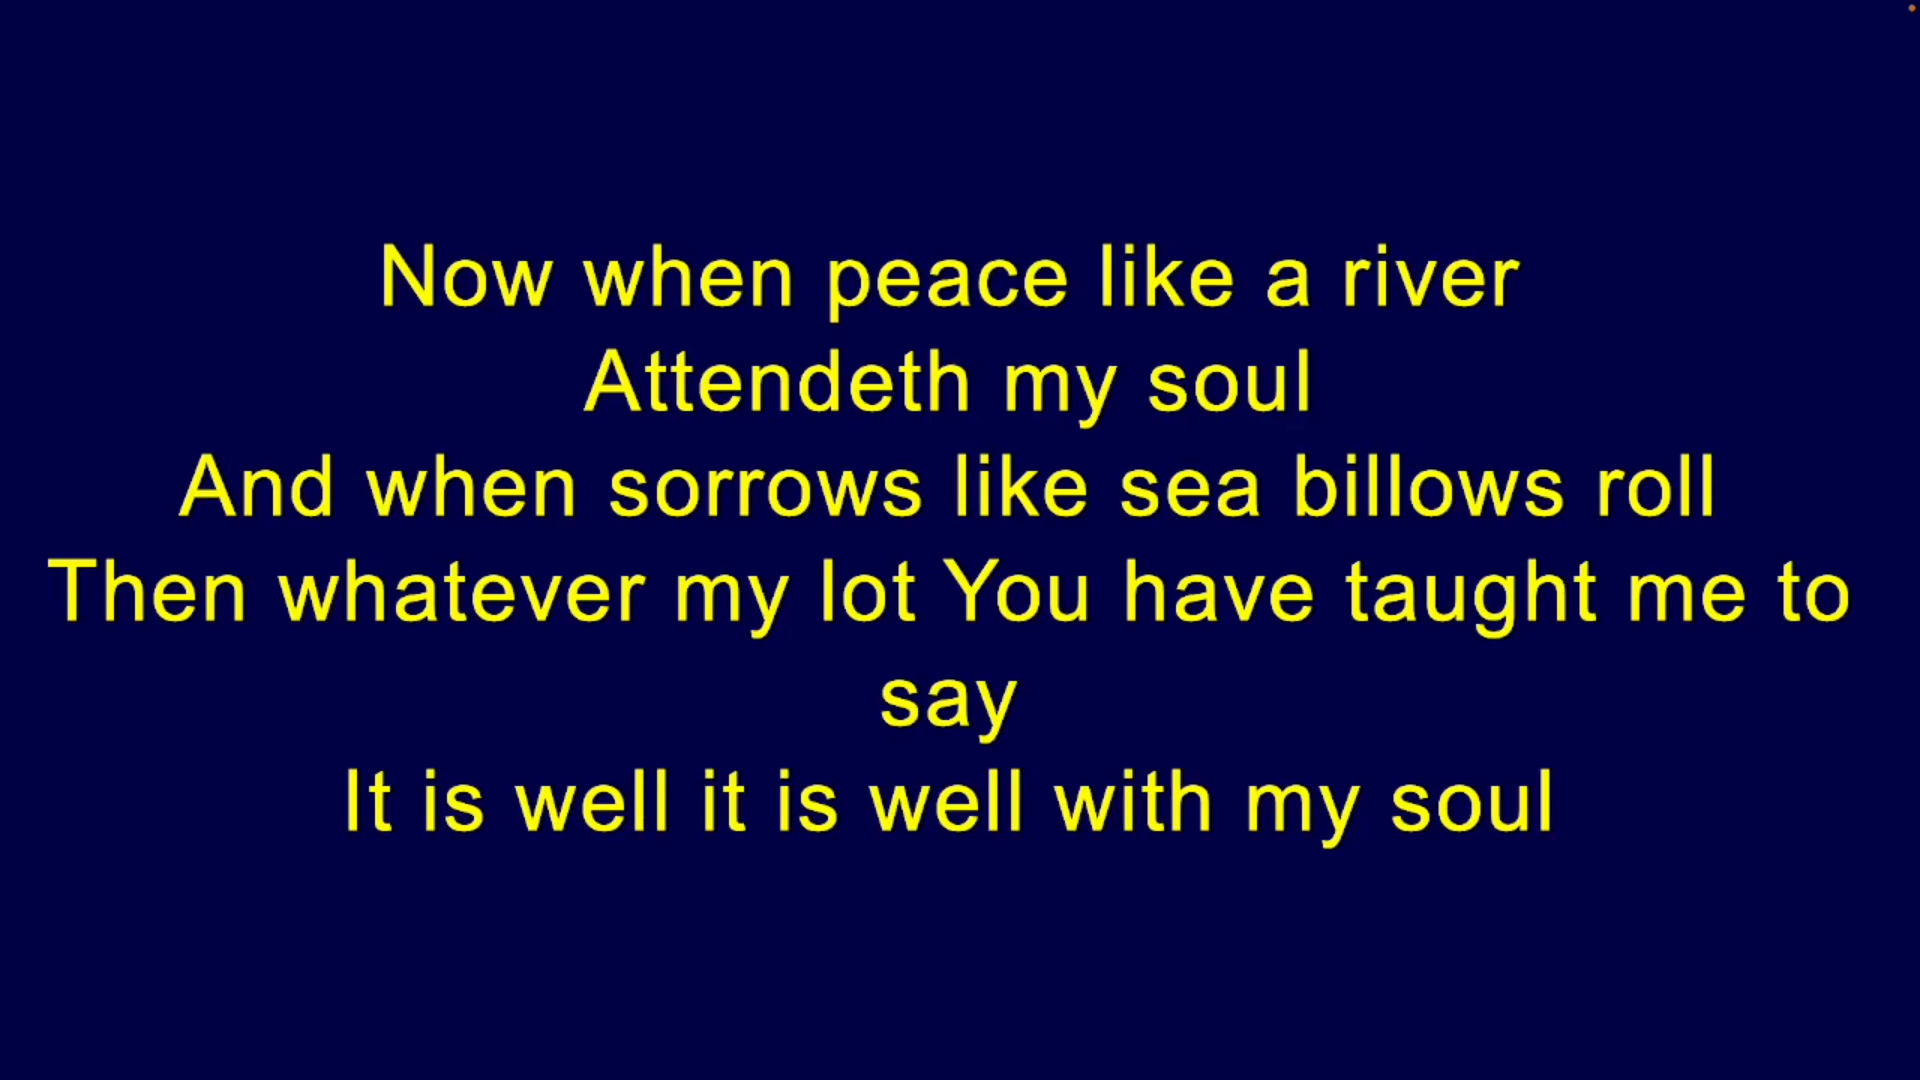 Now when peace like a river
Attendeth my soul
And when sorrows like sea billows roll
Then whatever my lot You have taught me to
say
It is well it is well with my soul